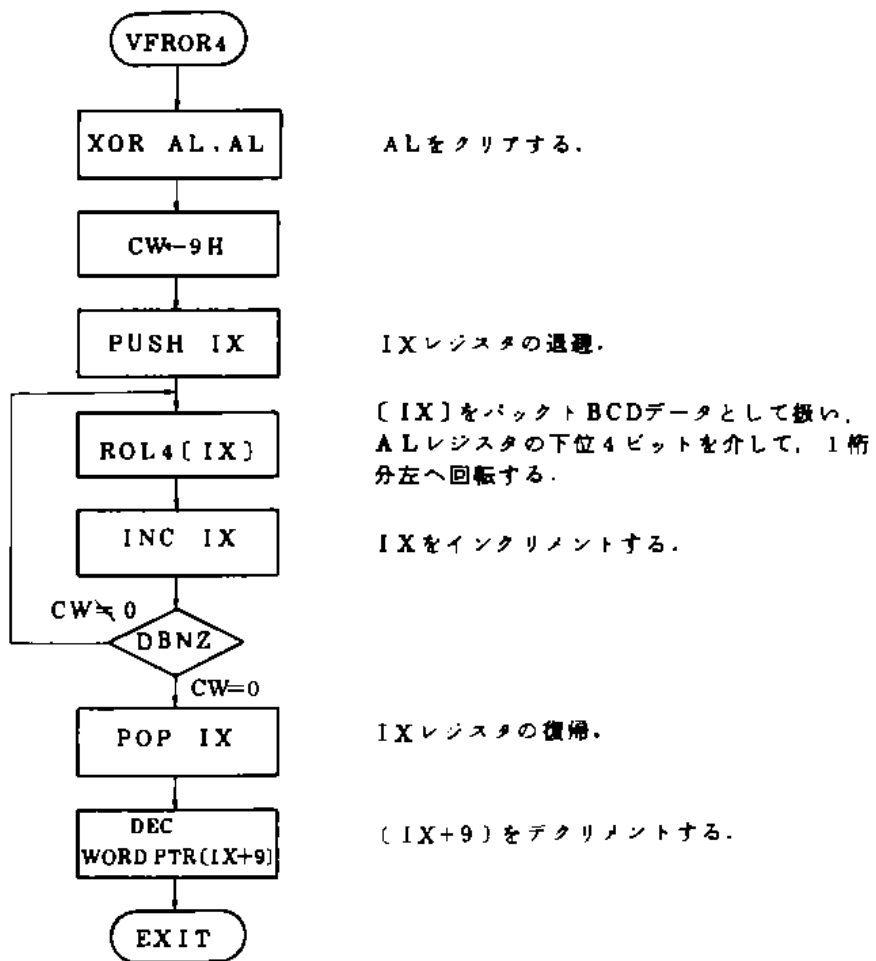 VFROR4
XOR AL, AL
ALをクリアする.
CW←9H
PUSH IX
IXレジスタの退避.
〔IX〕をパックトBCDデータとして扱い,
ALレジスタの下位4ビットを介して, 1桁
分左へ回転する.
ROL4〔IX〕
INC IX
IXをインクリメントする.
CW≠0
DBNZ
CW=0
POP IX
IXレジスタの復帰.
DEC
WORD PTR〔IX+9〕
〔IX+9〕をデクリメントする.
EXIT